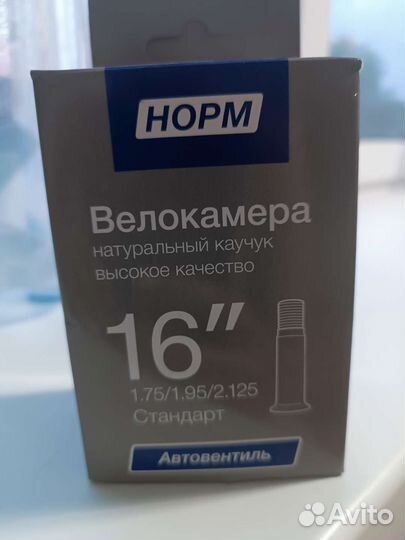 НОРМ
Велокамера
натуральный каучук
высокое качество
16"
1.75/1.95/2.125
Стандарт
Автовентиль
Avito